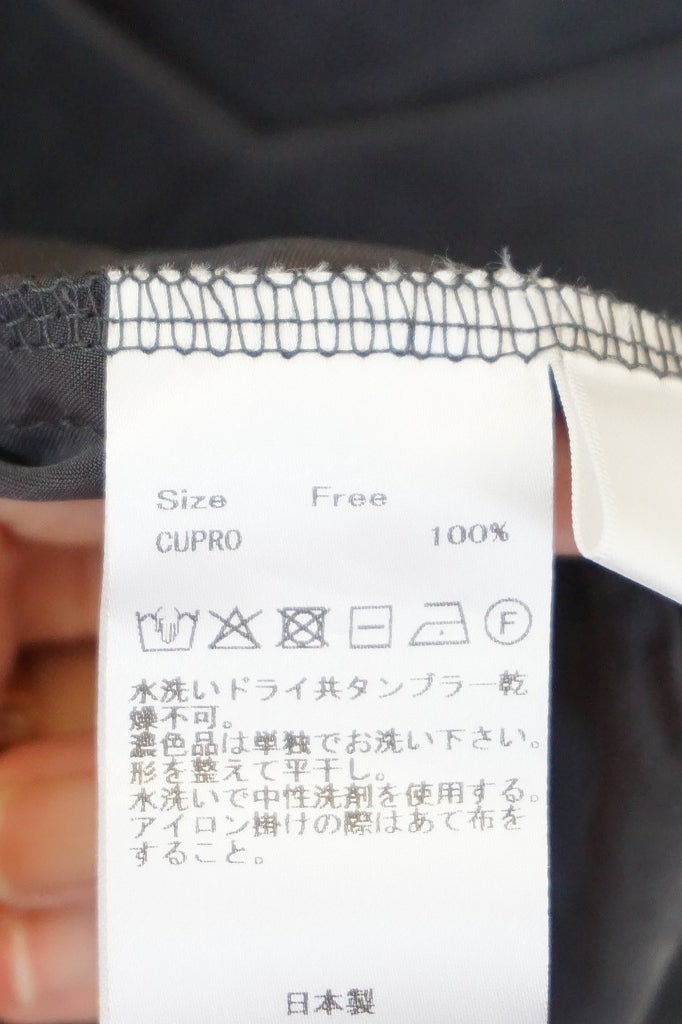 Size Free
CUPRO 100%
F
水洗いドライ共タンブラー乾
燥不可。
濃色品は単独でお洗い下さい。
形を整えて平干し。
水洗いで中性洗剤を使用する。
アイロン掛けの際はあて布を
すること。
日本製